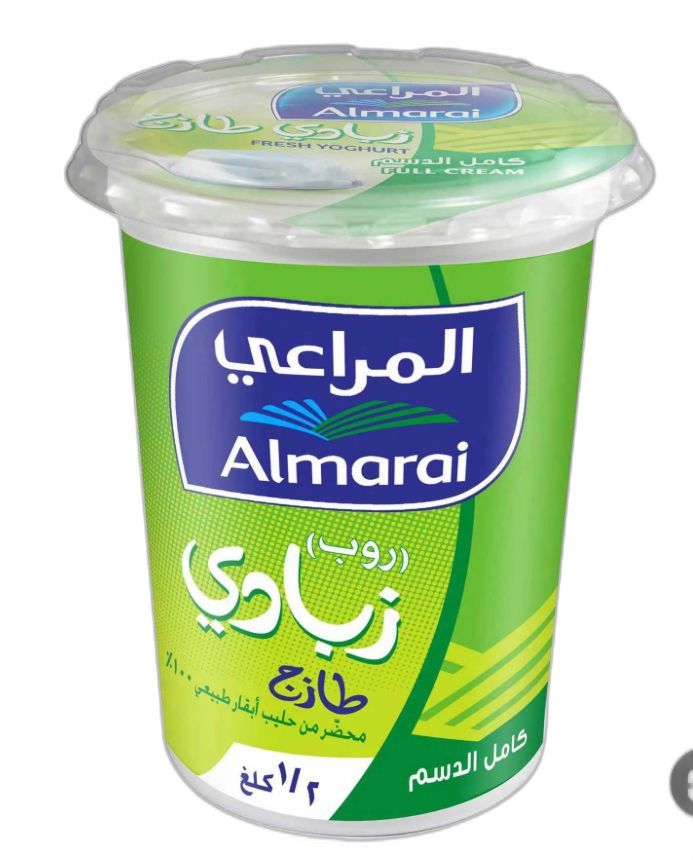 المراعي
Almarai
زبادي طازج
FRESH YOGHURT
كامل الدسم
FULL CREAM
المراعي
Almarai
(روب)
زبادي
طازج
محضّر من حليب أبقار طبيعي ١٠٠٪
١/٢ كلغ
كامل الدسم